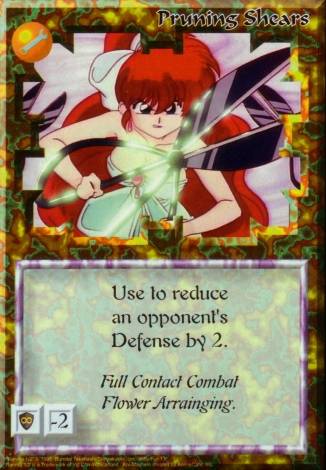 Pruning Shears
Use to reduce
an opponent's
Defense by 2.
Full Contact Combat
Flower Arrainging.
-2